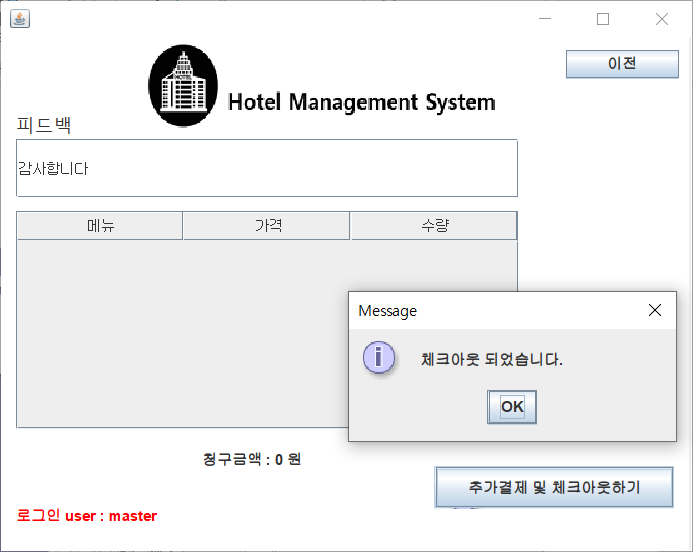 이전
HOTEL
Hotel Management System
피드백
감사합니다
메뉴 가격 수량
Message
체크아웃 되었습니다.
OK
청구금액 : 0 원
추가결제 및 체크아웃하기
로그인 user : master